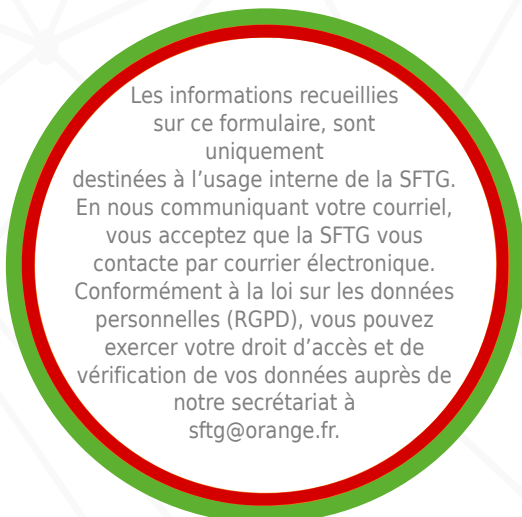 Les informations recueillies
sur ce formulaire, sont
uniquement
destinées à l’usage interne de la SFTG.
En nous communiquant votre courriel,
vous acceptez que la SFTG vous
contacte par courrier électronique.
Conformément à la loi sur les données
personnelles (RGPD), vous pouvez
exercer votre droit d’accès et de
vérification de vos données auprès de
notre secrétariat à
sftg@orange.fr.